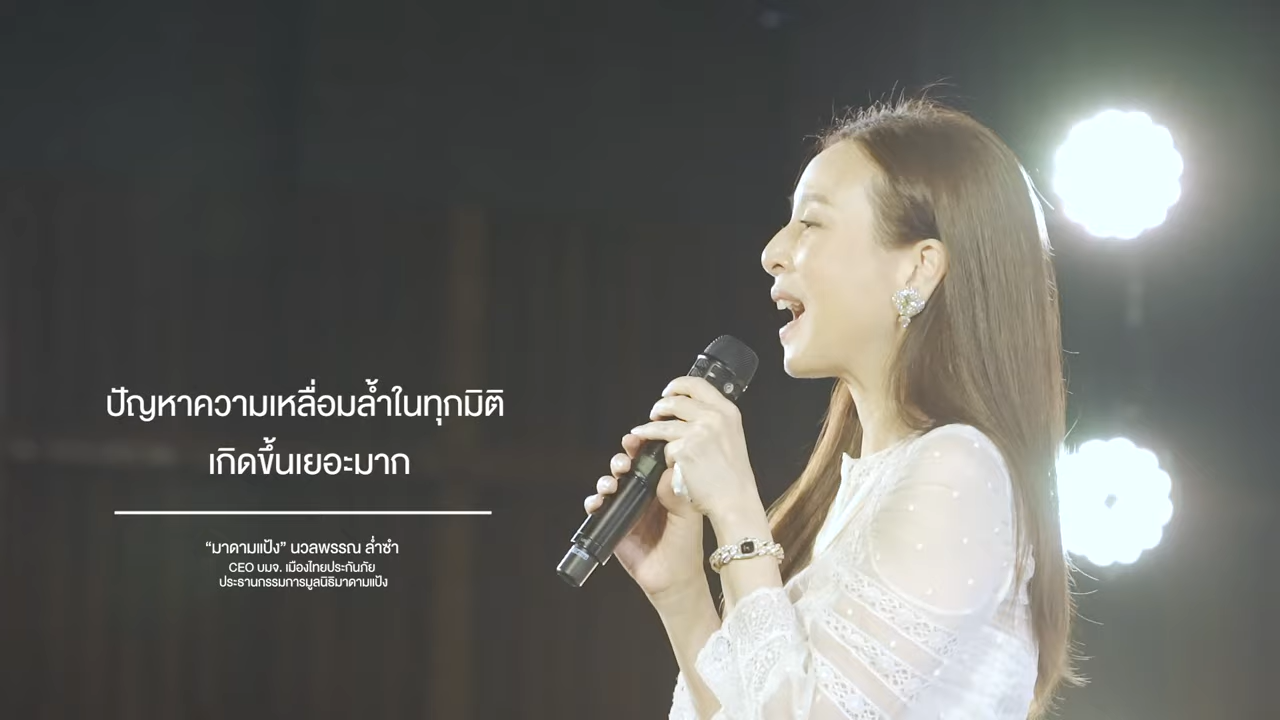 ปัญหาความเหลื่อมล้ำในทุกมิติ
เกิดขึ้นเยอะมาก
“มาดามแป้ง” นวลพรรณ ล่ำซำ
CEO บมจ. เมืองไทยประกันภัย
ประธานกรรมการมูลนิธิมาดามแป้ง